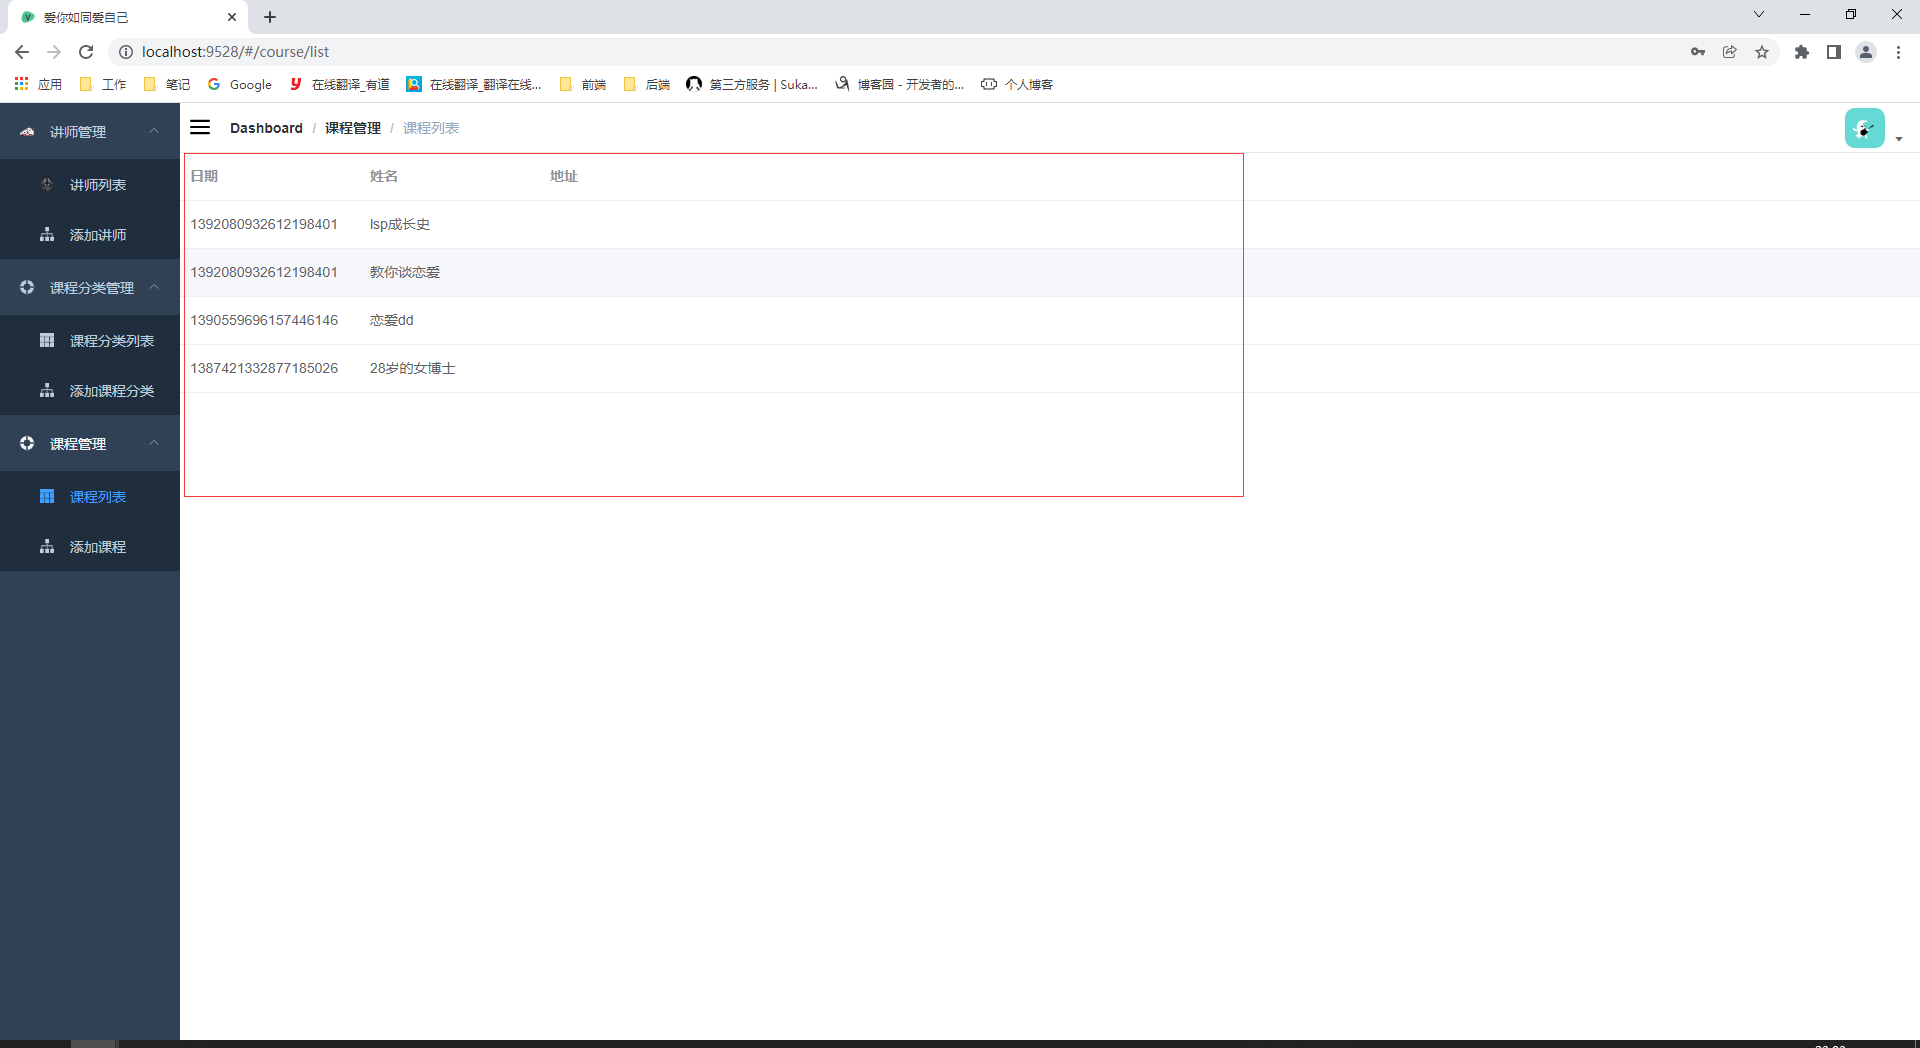 爱你如同爱自己
localhost:9528/#/course/list
应用 工作 笔记 Google 在线翻译_有道 在线翻译_翻译在线... 前端 后端 第三方服务 | Suka... 博客园 - 开发者的... 个人博客
讲师管理
讲师列表
添加讲师
课程分类管理
课程分类列表
添加课程分类
课程管理
课程列表
添加课程
Dashboard / 课程管理 / 课程列表
日期 姓名 地址
1392080932612198401 lsp成长史
1392080932612198401 教你谈恋爱
1390559696157446146 恋爱dd
1387421332877185026 28岁的女博士